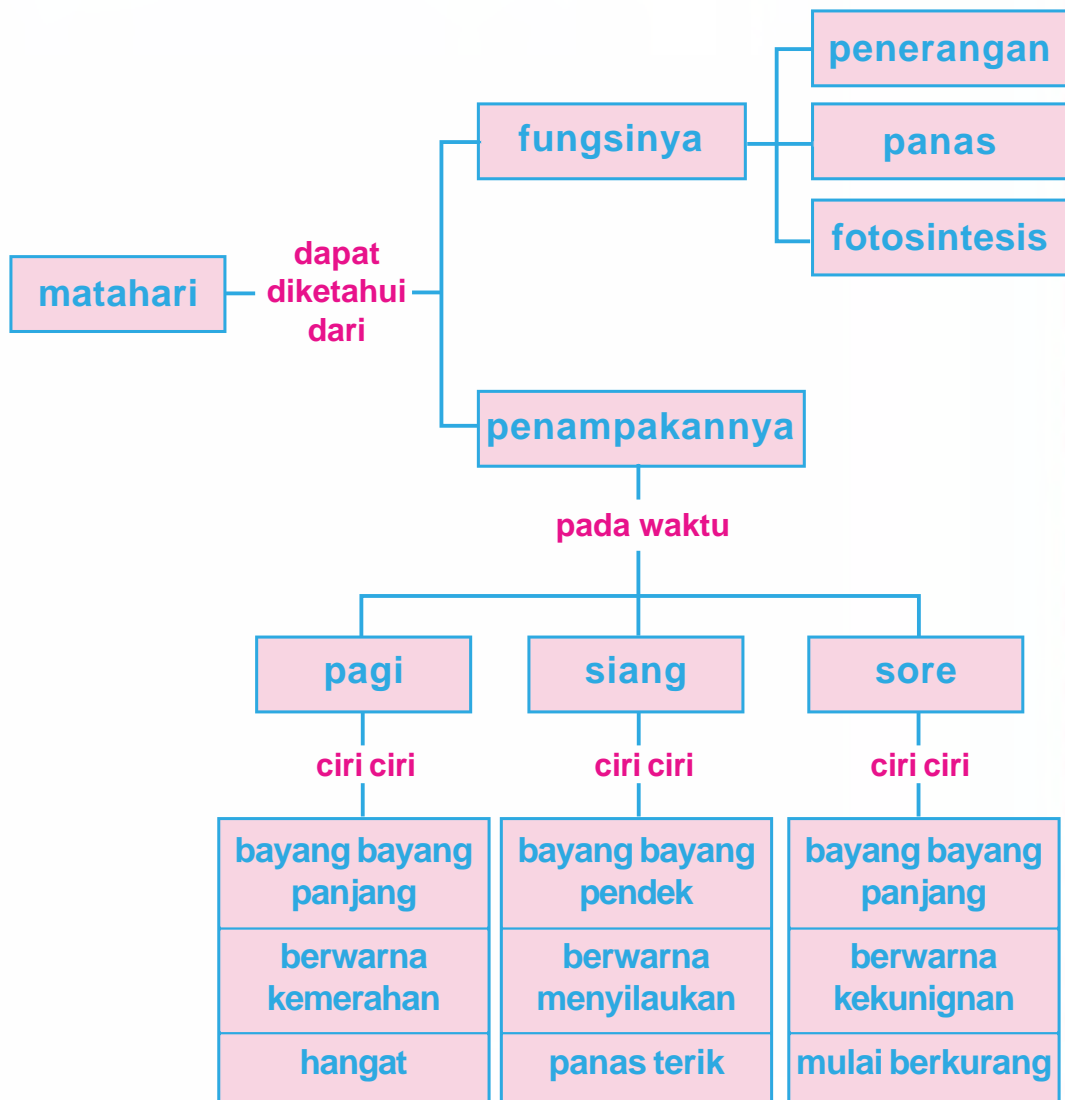 penerangan
fungsinya
panas
fotosintesis
matahari
dapat
diketahui
dari
penampakannya
pada waktu
pagi
siang
sore
ciri ciri
ciri ciri
ciri ciri
bayang bayang
panjang
berwarna
kemerahan
hangat
bayang bayang
pendek
berwarna
menyilaukan
panas terik
bayang bayang
panjang
berwarna
kekunignan
mulai berkurang